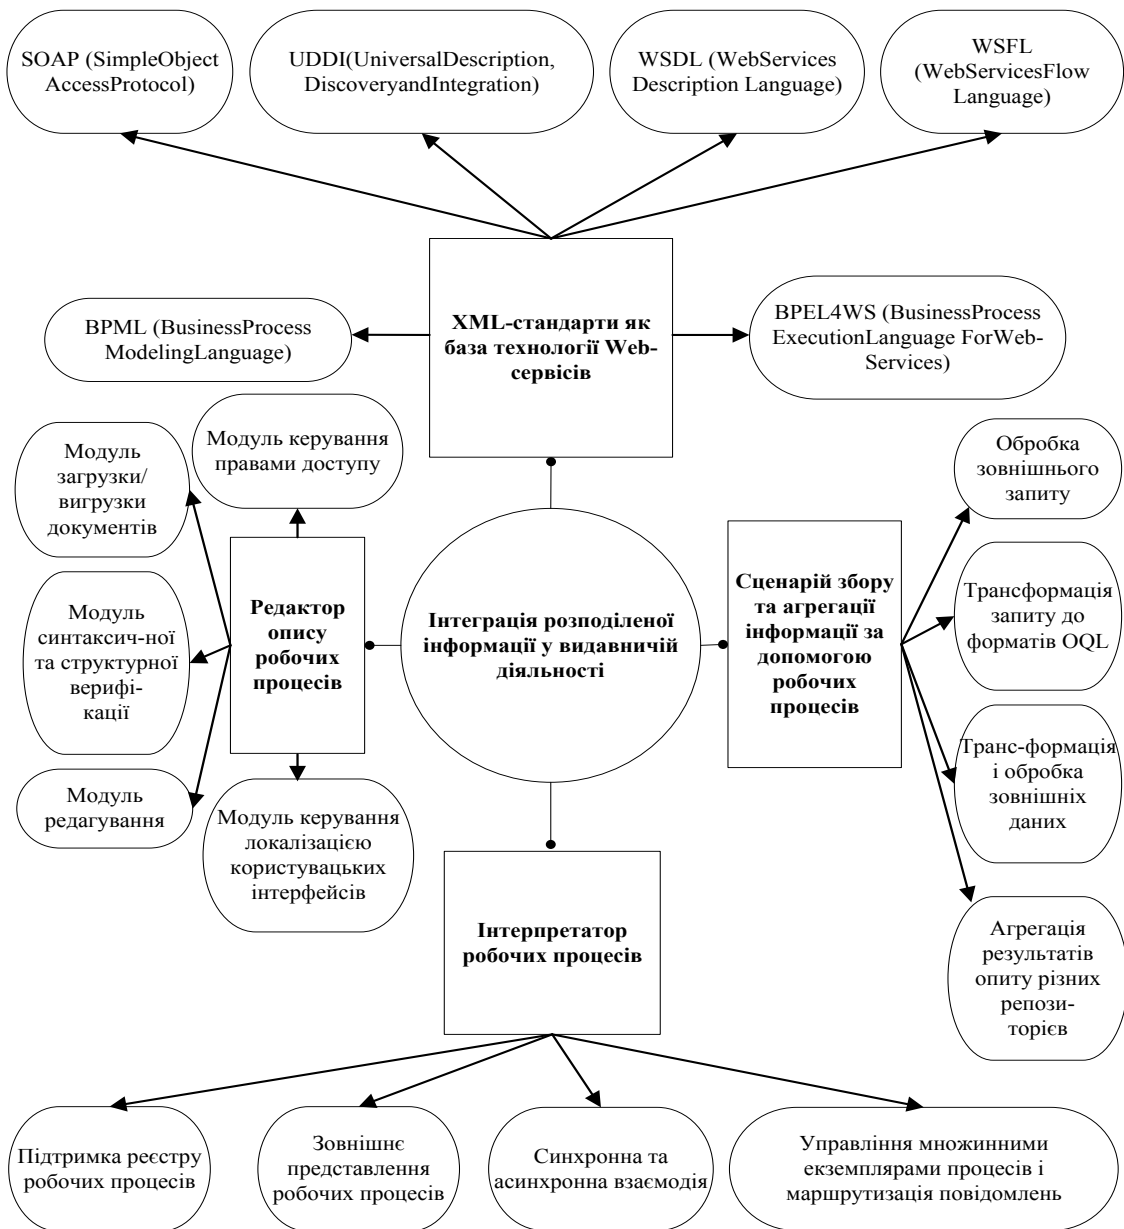 SOAP (SimpleObject
AccessProtocol)
UDDI(UniversalDescription,
DiscoveryandIntegration)
WSDL (WebServices
Description Language)
WSFL
(WebServicesFlow
Language)
BPML (BusinessProcess
ModelingLanguage)
XML-стандарти як
база технології Web-
сервісів
BPEL4WS (BusinessProcess
ExecutionLanguage ForWeb-
Services)
Модуль
загрузки/
вигрузки
документів
Модуль керування
правами доступу
Обробка
зовнішнього
запиту
Модуль
синтаксич-ної
та структурної
верифі-
кації
Редактор
опису
робочих
процесів
Інтеграція розподіленої
інформації у видавничій
діяльності
Сценарій збору
та агрегації
інформації за
допомогою
робочих
процесів
Трансформація
запиту до
форматів OQL
Модуль
редагування
Модуль керування
локалізацією
користувацьких
інтерфейсів
Транс-формація
і обробка
зовнішніх
даних
Інтерпретатор
робочих процесів
Агрегація
результатів
опиту різних
репози-
торієв
Підтримка реєстру
робочих процесів
Зовнішнє
представлення
робочих процесів
Синхронна та
асинхронна взаємодія
Управління множинними
екземплярами процесів і
маршрутизація повідомлень